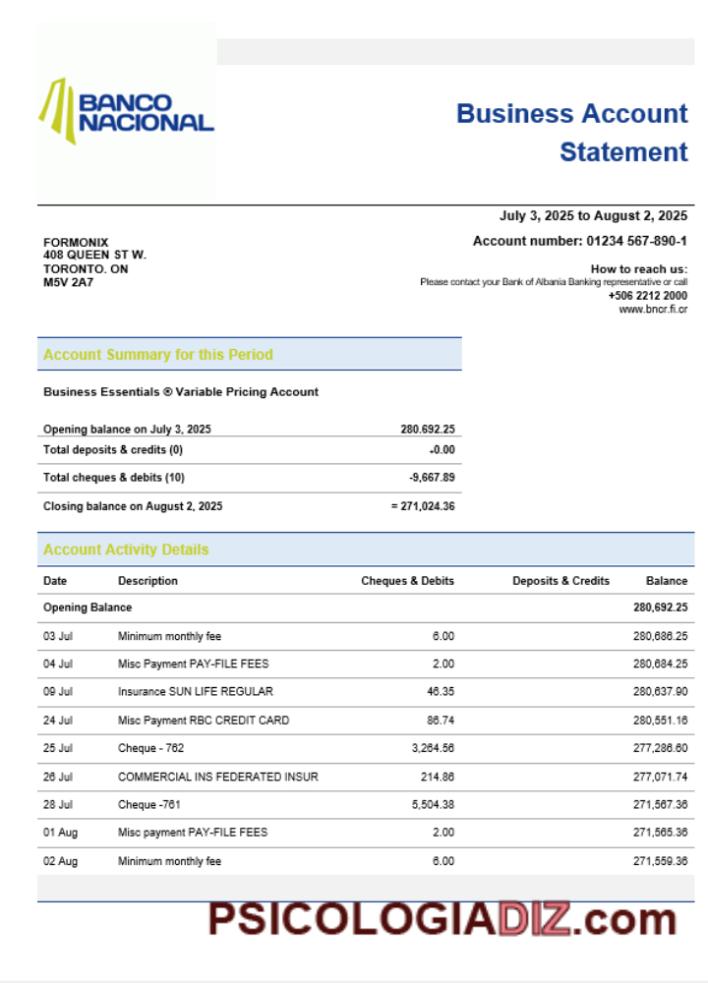 BANCO
NACIONAL
Business Account
Statement
July 3, 2025 to August 2, 2025
Account number: 01234 567-890-1
FORMONIX
408 QUEEN ST W.
TORONTO. ON
M5V 2A7
How to reach us:
Please contact your Bank of Albania Banking representative or call
+506 2212 2000
www.bncr.fi.cr
Account Summary for this Period
Business Essentials ® Variable Pricing Account
Opening balance on July 3, 2025 280.692.25
Total deposits & credits (0) -0.00
Total cheques & debits (10) -9,667.89
Closing balance on August 2, 2025 = 271,024.36
Account Activity Details
Date Description Cheques & Debits Deposits & Credits Balance
Opening Balance 280,692.25
03 Jul Minimum monthly fee 6.00 280,686.25
04 Jul Misc Payment PAY-FILE FEES 2.00 280,684.25
09 Jul Insurance SUN LIFE REGULAR 46.35 280,637.90
24 Jul Misc Payment RBC CREDIT CARD 86.74 280,551.16
25 Jul Cheque - 762 3,264.56 277,286.60
26 Jul COMMERCIAL INS FEDERATED INSUR 214.86 277,071.74
28 Jul Cheque -761 5,504.38 271,567.36
01 Aug Misc payment PAY-FILE FEES 2.00 271,565.36
02 Aug Minimum monthly fee 6.00 271,559.36
PSICOLOGIADIZ.com